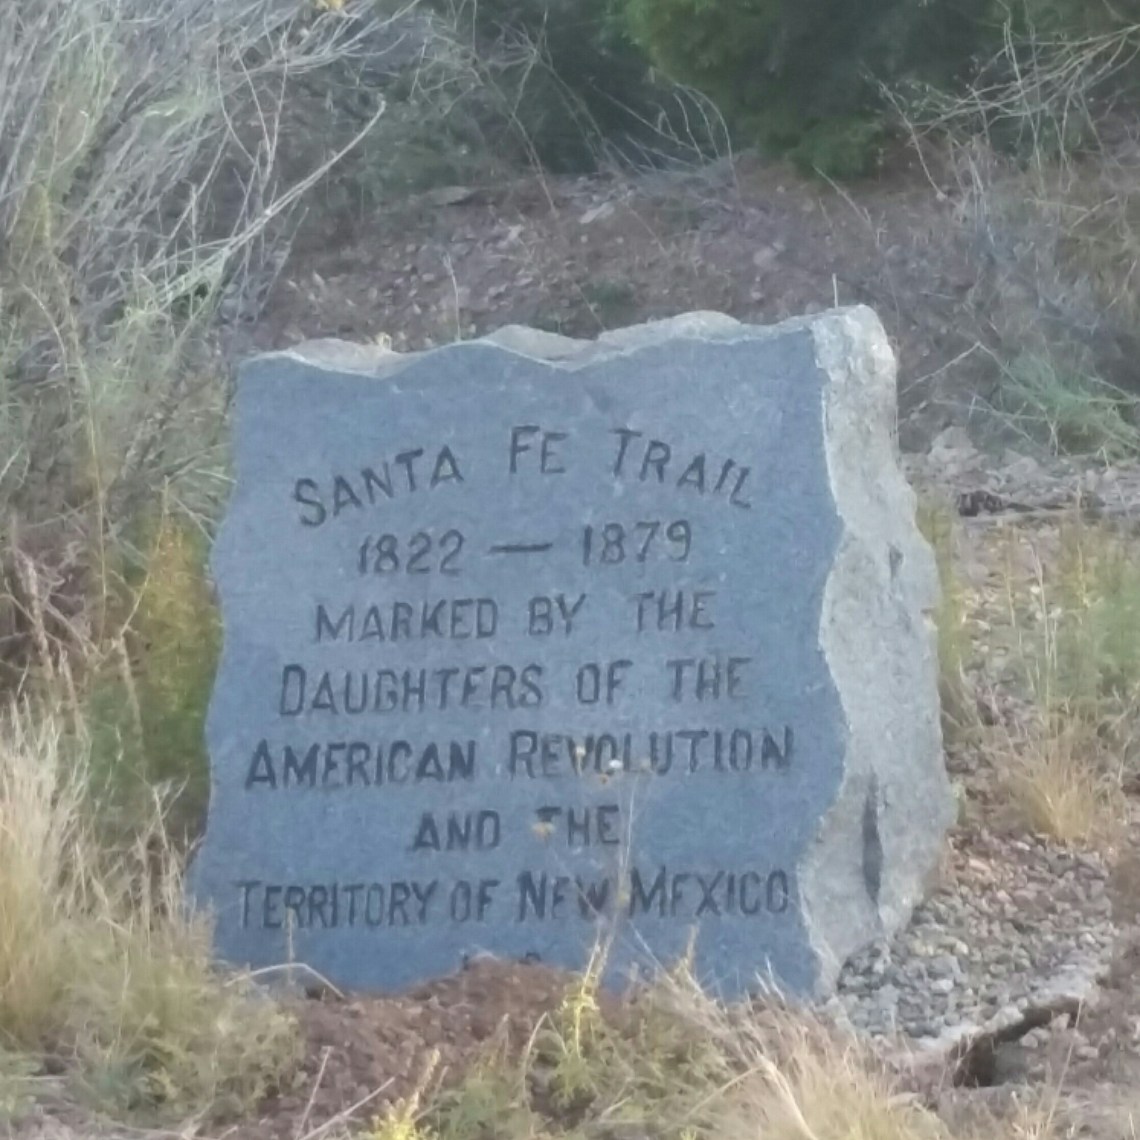 SANTA FE TRAIL
1822 — 1879
MARKED BY THE
DAUGHTERS OF THE
AMERICAN REVOLUTION
AND THE
TERRITORY OF NEW MEXICO